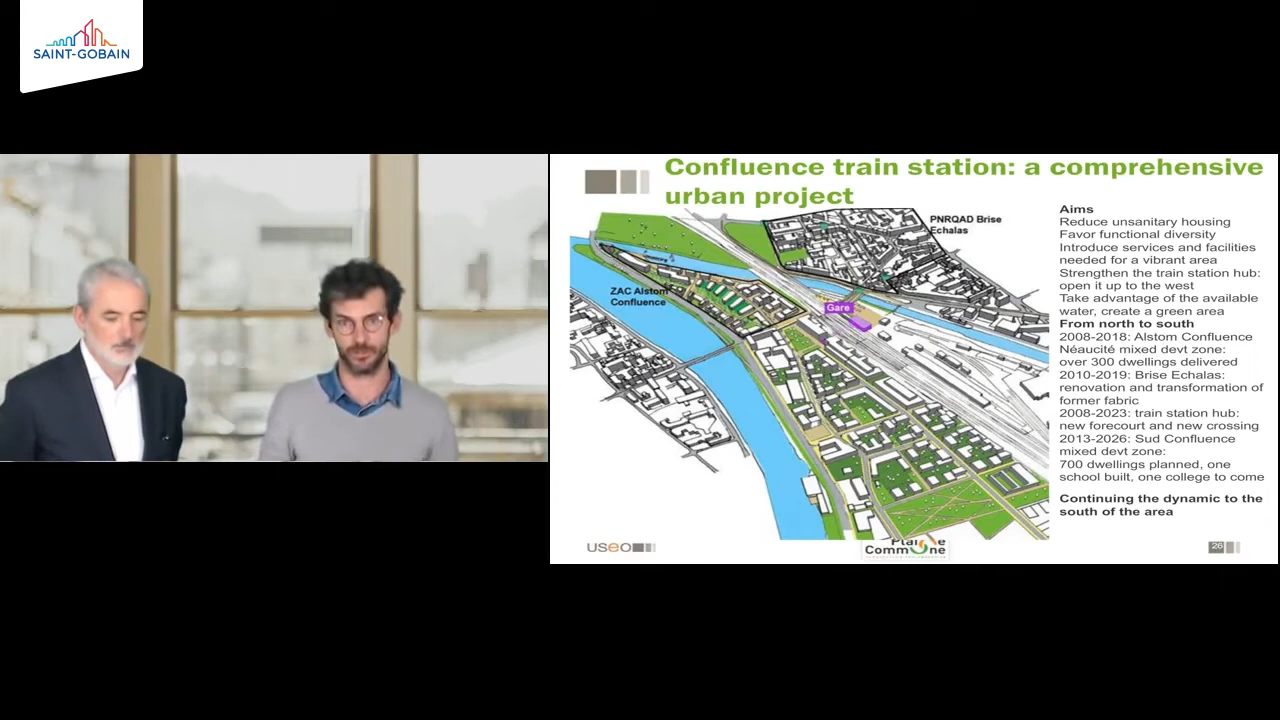 SAINT-GOBAIN
Confluence train station: a comprehensive
urban project
PNRQAD Brise
Echalas
ZAC Alstom
Confluence
Gare
Aims
Reduce unsanitary housing
Favor functional diversity
Introduce services and facilities
needed for a vibrant area
Strengthen the train station hub:
open it up to the west
Take advantage of the available
water, create a green area
From north to south
2008-2018: Alstom Confluence
Néaucité mixed devt zone:
over 300 dwellings delivered
2010-2019: Brise Echalas:
renovation and transformation of
former fabric
2008-2023: train station hub:
new forecourt and new crossing
2013-2026: Sud Confluence
mixed devt zone:
700 dwellings planned, one
school built, one college to come
Continuing the dynamic to the
south of the area
useo
Plaine
Commune
26